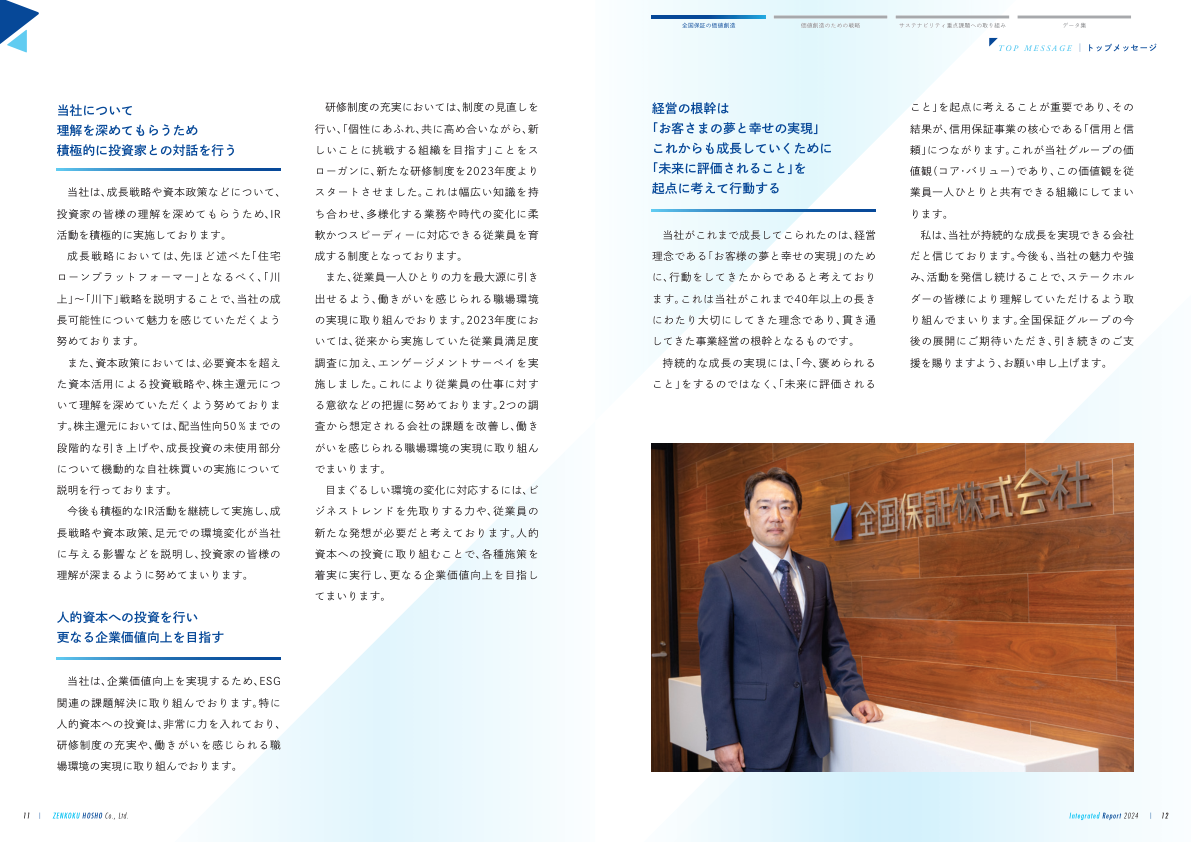 全国保証の価値創造
価値創造のための戦略
サステナビリティ重点課題への取り組み
データ集
TOP MESSAGE | トップメッセージ
当社について
理解を深めてもらうため
積極的に投資家との対話を行う
当社は、成長戦略や資本政策などについて、
投資家の皆様の理解を深めてもらうため、IR
活動を積極的に実施しております。
成長戦略においては、先ほど述べた「住宅
ローンプラットフォーマー」となるべく、「川
上」～「川下」戦略を説明することで、当社の成
長可能性について魅力を感じていただくよう
努めております。
また、資本政策においては、必要資本を超え
た資本活用による投資戦略や、株主還元につ
いて理解を深めていただくよう努めておりま
す。株主還元においては、配当性向50％までの
段階的な引き上げや、成長投資の未使用部分
について機動的な自社株買いの実施について
説明を行っております。
今後も積極的なIR活動を継続して実施し、成
長戦略や資本政策、足元での環境変化が当社
に与える影響などを説明し、投資家の皆様の
理解が深まるように努めてまいります。
人的資本への投資を行い
更なる企業価値向上を目指す
当社は、企業価値向上を実現するため、ESG
関連の課題解決に取り組んでおります。特に
人的資本への投資は、非常に力を入れており、
研修制度の充実や、働きがいを感じられる職
場環境の実現に取り組んでおります。
研修制度の充実においては、制度の見直しを
行い、「個性にあふれ、共に高め合いながら、新
しいことに挑戦する組織を目指す」ことをス
ローガンに、新たな研修制度を2023年度より
スタートさせました。これは幅広い知識を持
ち合わせ、多様化する業務や時代の変化に柔
軟かつスピーディーに対応できる従業員を育
成する制度となっております。
また、従業員一人ひとりの力を最大源に引き
出せるよう、働きがいを感じられる職場環境
の実現に取り組んでおります。2023年度にお
いては、従来から実施していた従業員満足度
調査に加え、エンゲージメントサーベイを実
施しました。これにより従業員の仕事に対す
る意欲などの把握に努めております。2つの調
査から想定される会社の課題を改善し、働き
がいを感じられる職場環境の実現に取り組ん
でまいります。
目まぐるしい環境の変化に対応するには、ビ
ジネストレンドを先取りする力や、従業員の
新たな発想が必要だと考えております。人的
資本への投資に取り組むことで、各種施策を
着実に実行し、更なる企業価値向上を目指し
てまいります。
経営の根幹は
「お客さまの夢と幸せの実現」
これからも成長していくために
「未来に評価されること」を
起点に考えて行動する
当社がこれまで成長してこられたのは、経営
理念である「お客様の夢と幸せの実現」のため
に、行動をしてきたからであると考えており
ます。これは当社がこれまで40年以上の長き
にわたり大切にしてきた理念であり、貫き通
してきた事業経営の根幹となるものです。
持続的な成長の実現には、「今、褒められる
こと」をするのではなく、「未来に評価される
こと」を起点に考えることが重要であり、その
結果が、信用保証事業の核心である「信用と信
頼」につながります。これが当社グループの価
値観（コア・バリュー）であり、この価値観を従
業員一人ひとりと共有できる組織にしてまい
ります。
私は、当社が持続的な成長を実現できる会社
だと信じております。今後も、当社の魅力や強
み、活動を発信し続けることで、ステークホル
ダーの皆様により理解していただけるよう取
り組んでまいります。全国保証グループの今
後の展開にご期待いただき、引き続きのご支
援を賜りますよう、お願い申し上げます。
全国保証株式会社
11 | ZENKOKU HOSHO Co., Ltd.
Integrated Report 2024 | 12